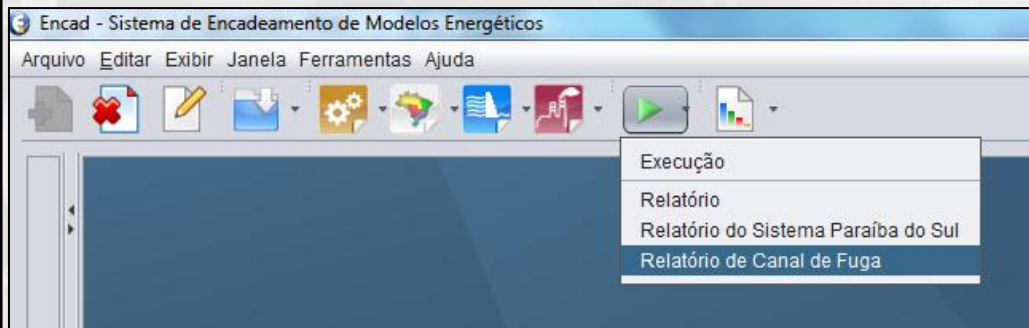 Encad - Sistema de Encadeamento de Modelos Energéticos
Arquivo Editar Exibir Janela Ferramentas Ajuda
Execução
Relatório
Relatório do Sistema Paraíba do Sul
Relatório de Canal de Fuga